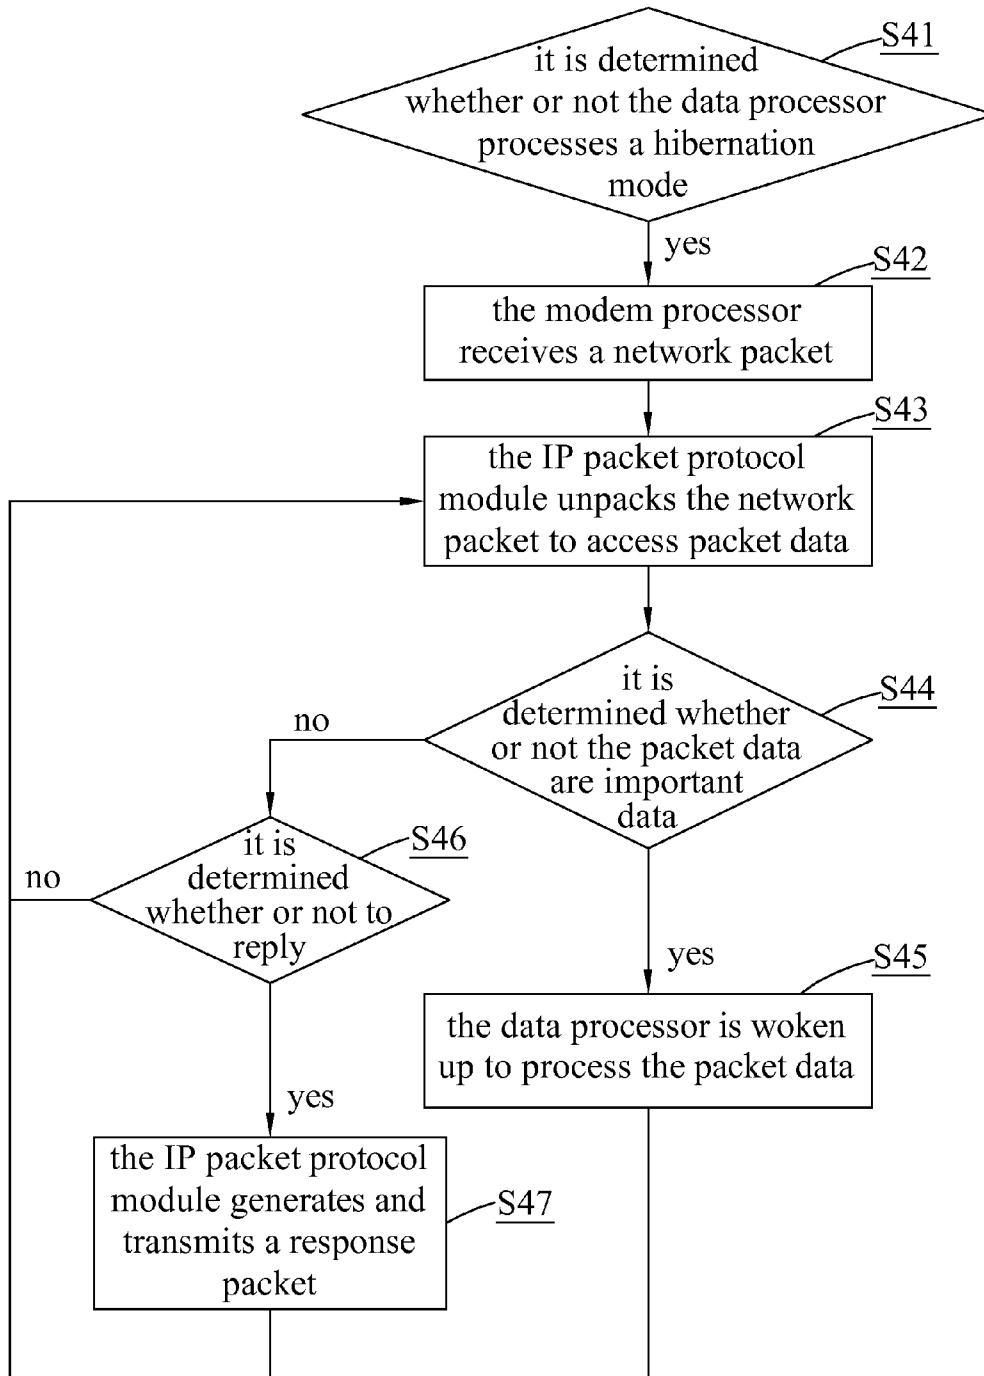 S41
it is determined
whether or not the data processor
processes a hibernation
mode
yes
S42
the modem processor
receives a network packet
S43
the IP packet protocol
module unpacks the network
packet to access packet data
S44
it is
determined whether
or not the packet data
are important
data
no
S46
it is
determined
whether or not to
reply
no
yes
S45
the data processor is woken
up to process the packet data
yes
the IP packet protocol
module generates and
transmits a response
packet
S47